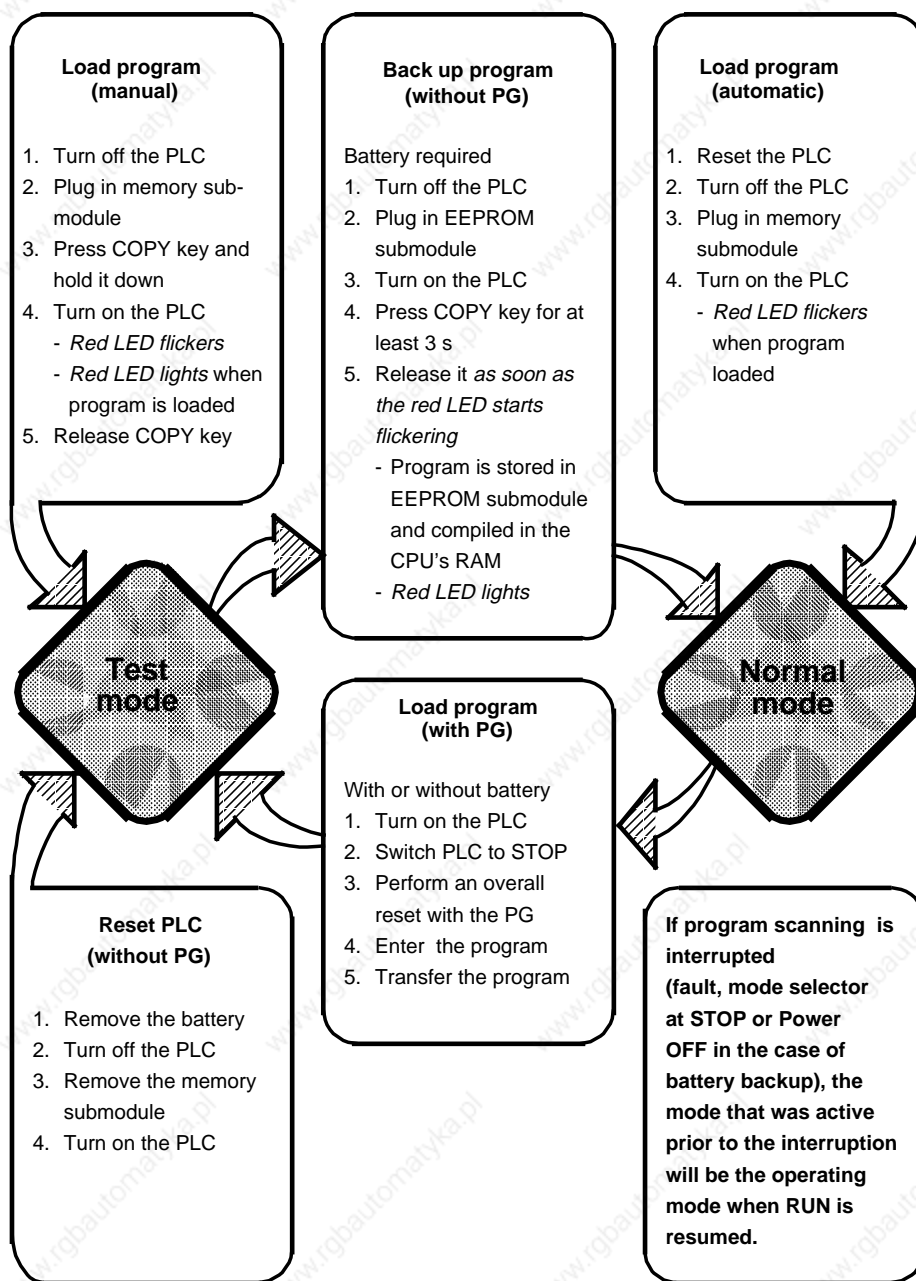 Load program
(manual)
1. Turn off the PLC
2. Plug in memory sub-
module
3. Press COPY key and
hold it down
4. Turn on the PLC
- Red LED flickers
- Red LED lights when
program is loaded
5. Release COPY key
Back up program
(without PG)
Battery required
1. Turn off the PLC
2. Plug in EEPROM
submodule
3. Turn on the PLC
4. Press COPY key for at
least 3 s
5. Release it as soon as
the red LED starts
flickering
- Program is stored in
EEPROM submodule
and compiled in the
CPU's RAM
- Red LED lights
Load program
(automatic)
1. Reset the PLC
2. Turn off the PLC
3. Plug in memory
submodule
4. Turn on the PLC
- Red LED flickers
when program
loaded
Test
mode
Normal
mode
Load program
(with PG)
With or without battery
1. Turn on the PLC
2. Switch PLC to STOP
3. Perform an overall
reset with the PG
4. Enter the program
5. Transfer the program
Reset PLC
(without PG)
1. Remove the battery
2. Turn off the PLC
3. Remove the memory
submodule
4. Turn on the PLC
If program scanning is
interrupted
(fault, mode selector
at STOP or Power
OFF in the case of
battery backup), the
mode that was active
prior to the interruption
will be the operating
mode when RUN is
resumed.
www.rgbautomatyka.pl